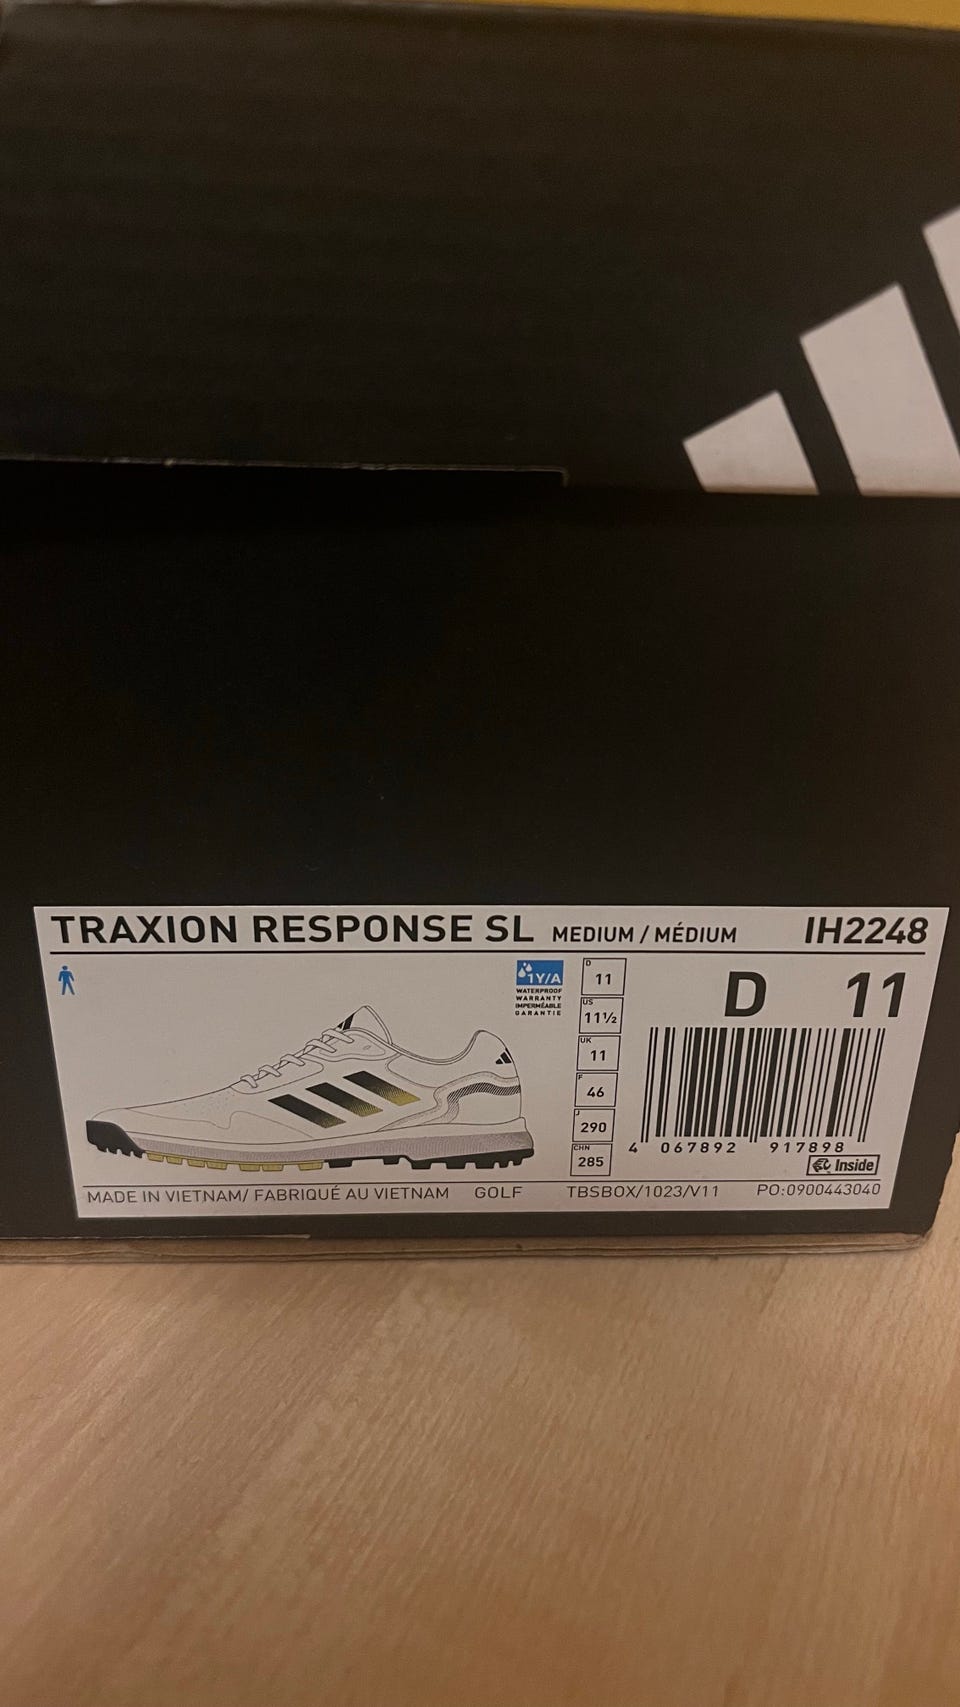 TRAXION RESPONSE SL MEDIUM / MÉDIUM IH2248
1Y/A
WATERPROOF
WARRANTY
IMPERMÉABLE
GARANTIE
D 11
US 11½
UK 11
F 46
J 290
CHN 285
D 11
4 067892 917898
Inside
MADE IN VIETNAM/ FABRIQUÉ AU VIETNAM GOLF TBSBOX/1023/V11 PO:0900443040